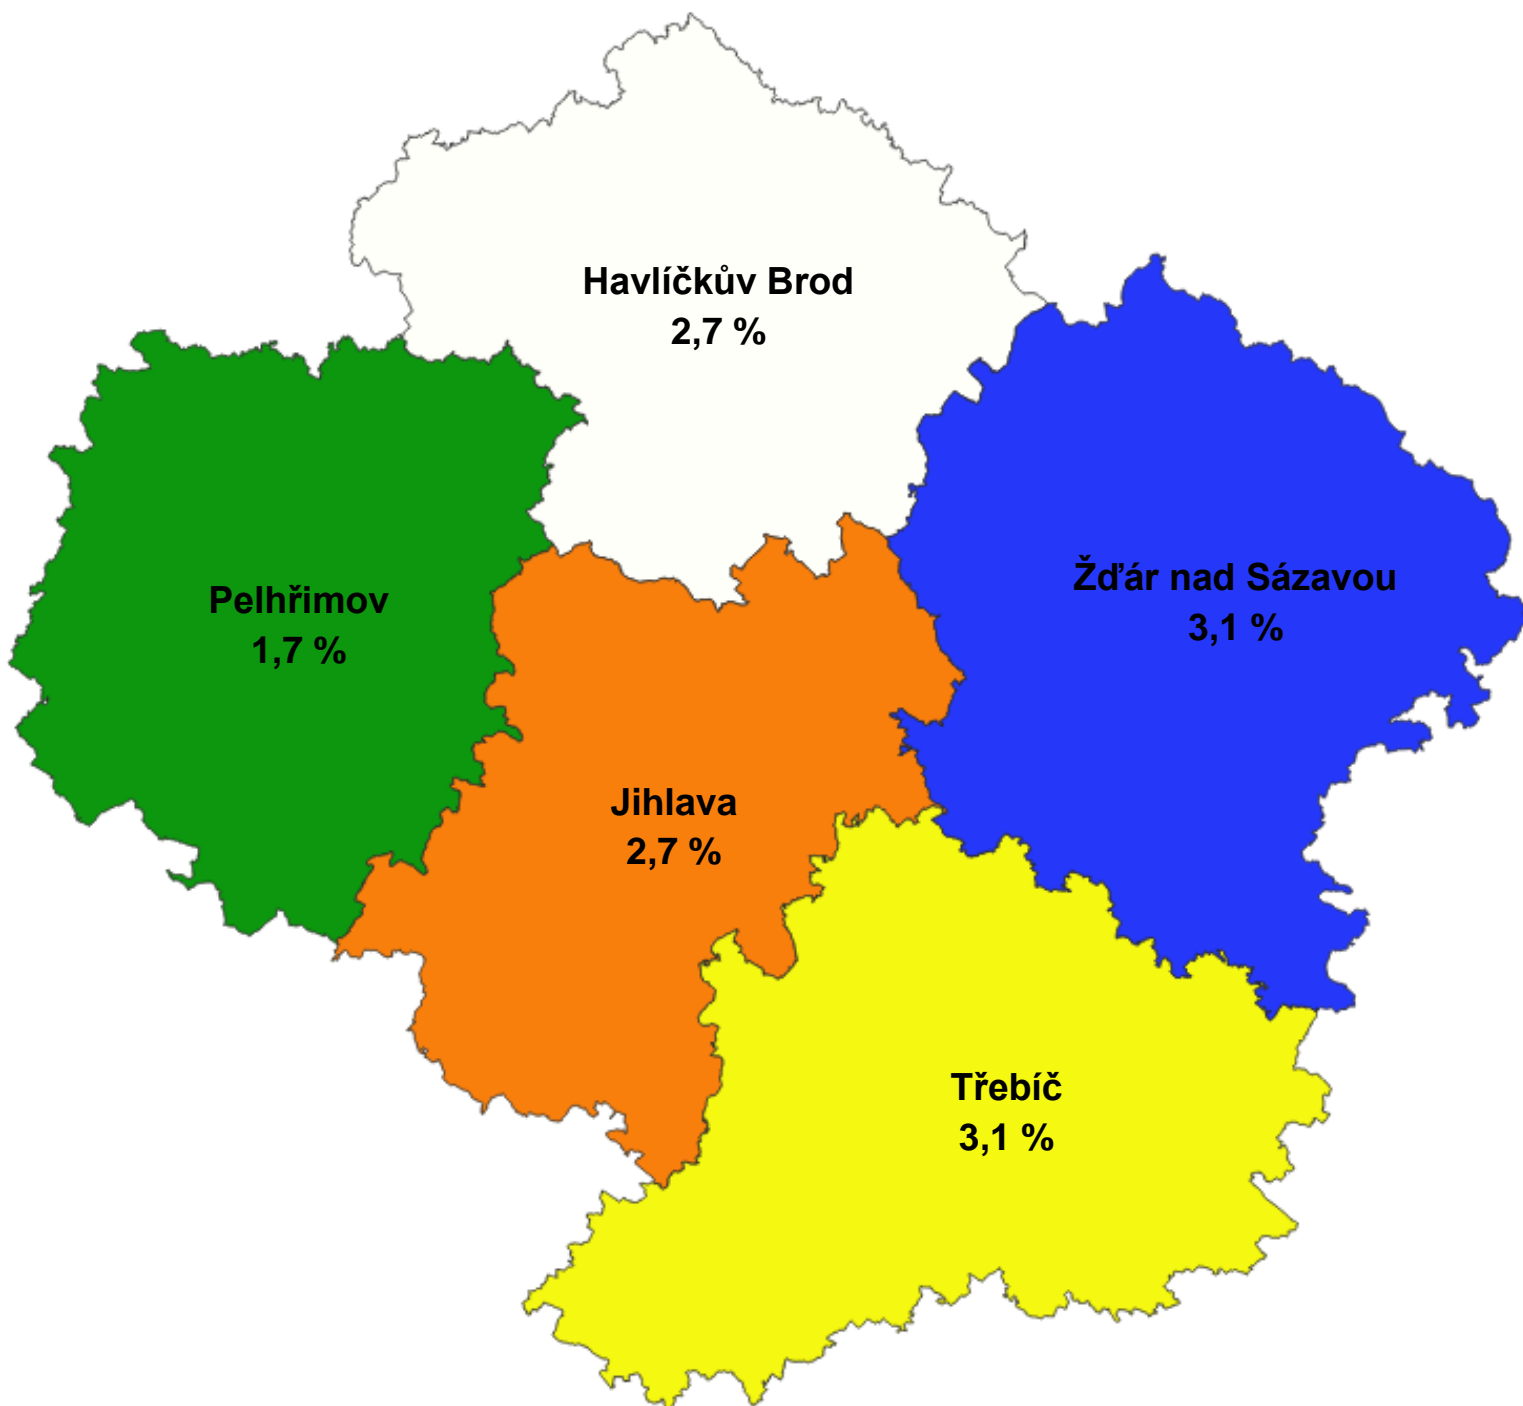 Havlíčkův Brod
2,7 %
Žďár nad Sázavou
3,1 %
Pelhřimov
1,7 %
Jihlava
2,7 %
Třebíč
3,1 %